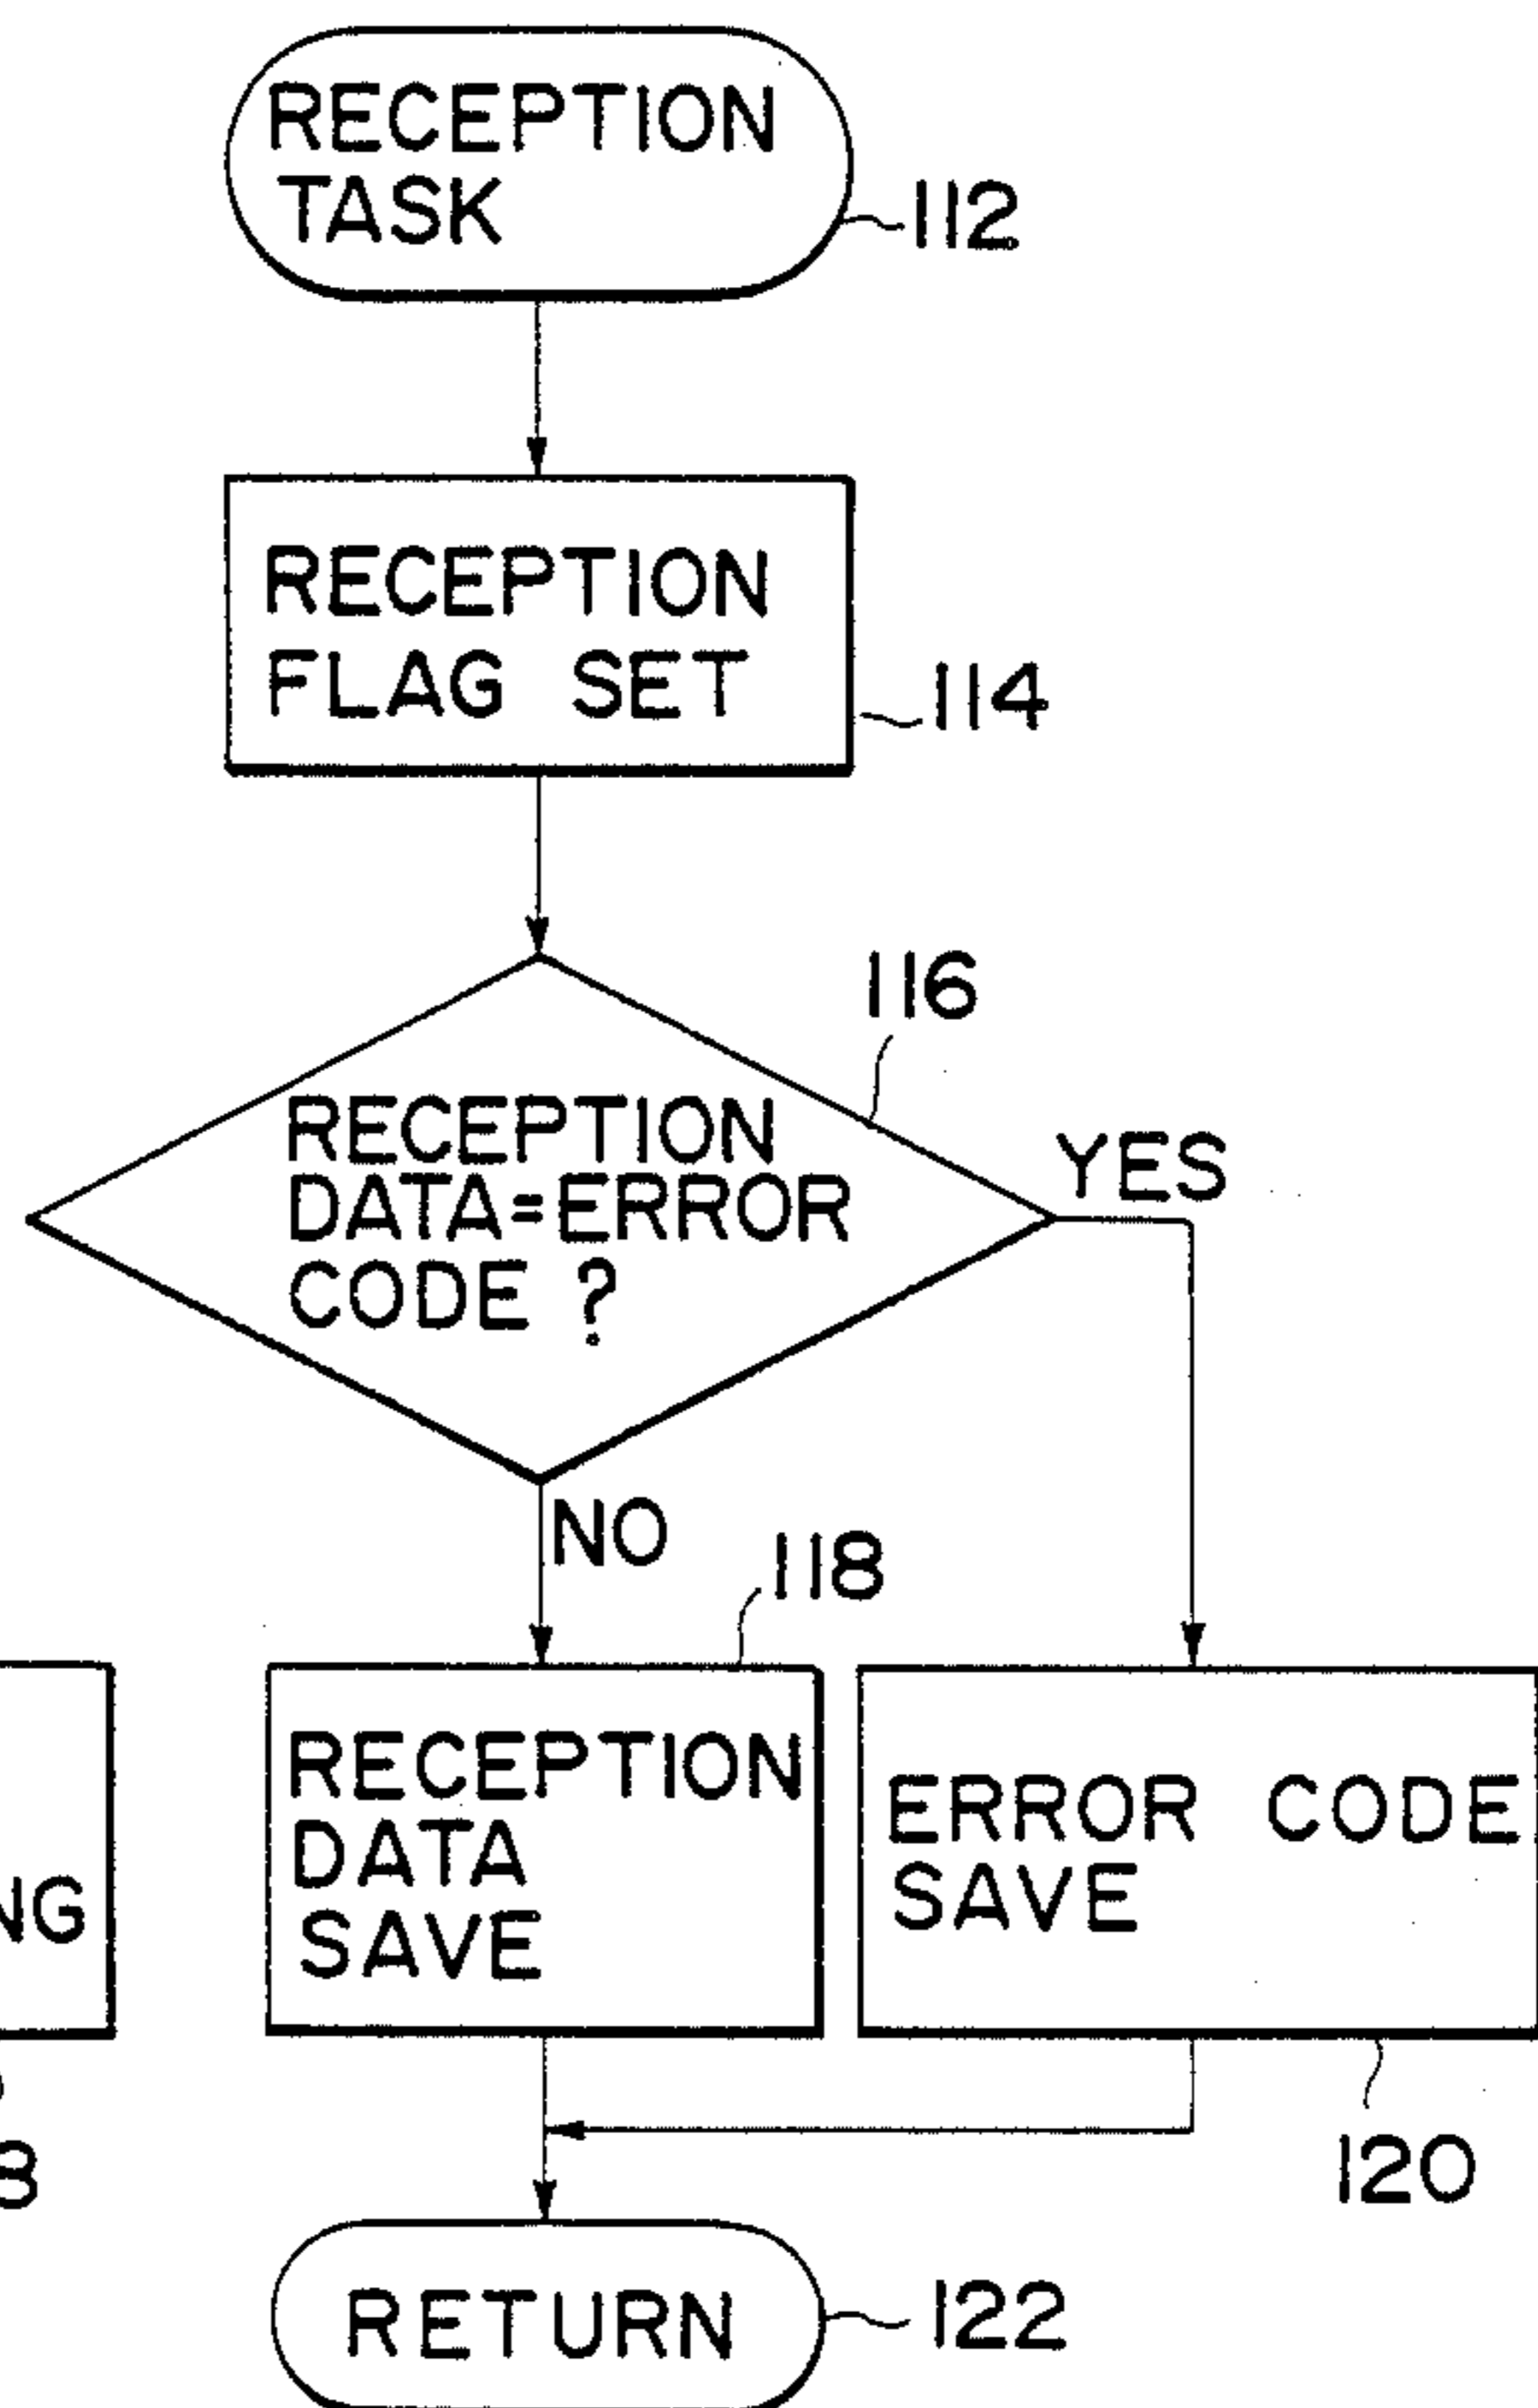 RECEPTION
TASK
112
RECEPTION
FLAG SET
114
116
RECEPTION
DATA=ERROR
CODE ?
YES
NO
118
RECEPTION
DATA
SAVE
ERROR CODE
SAVE
120
RETURN
122